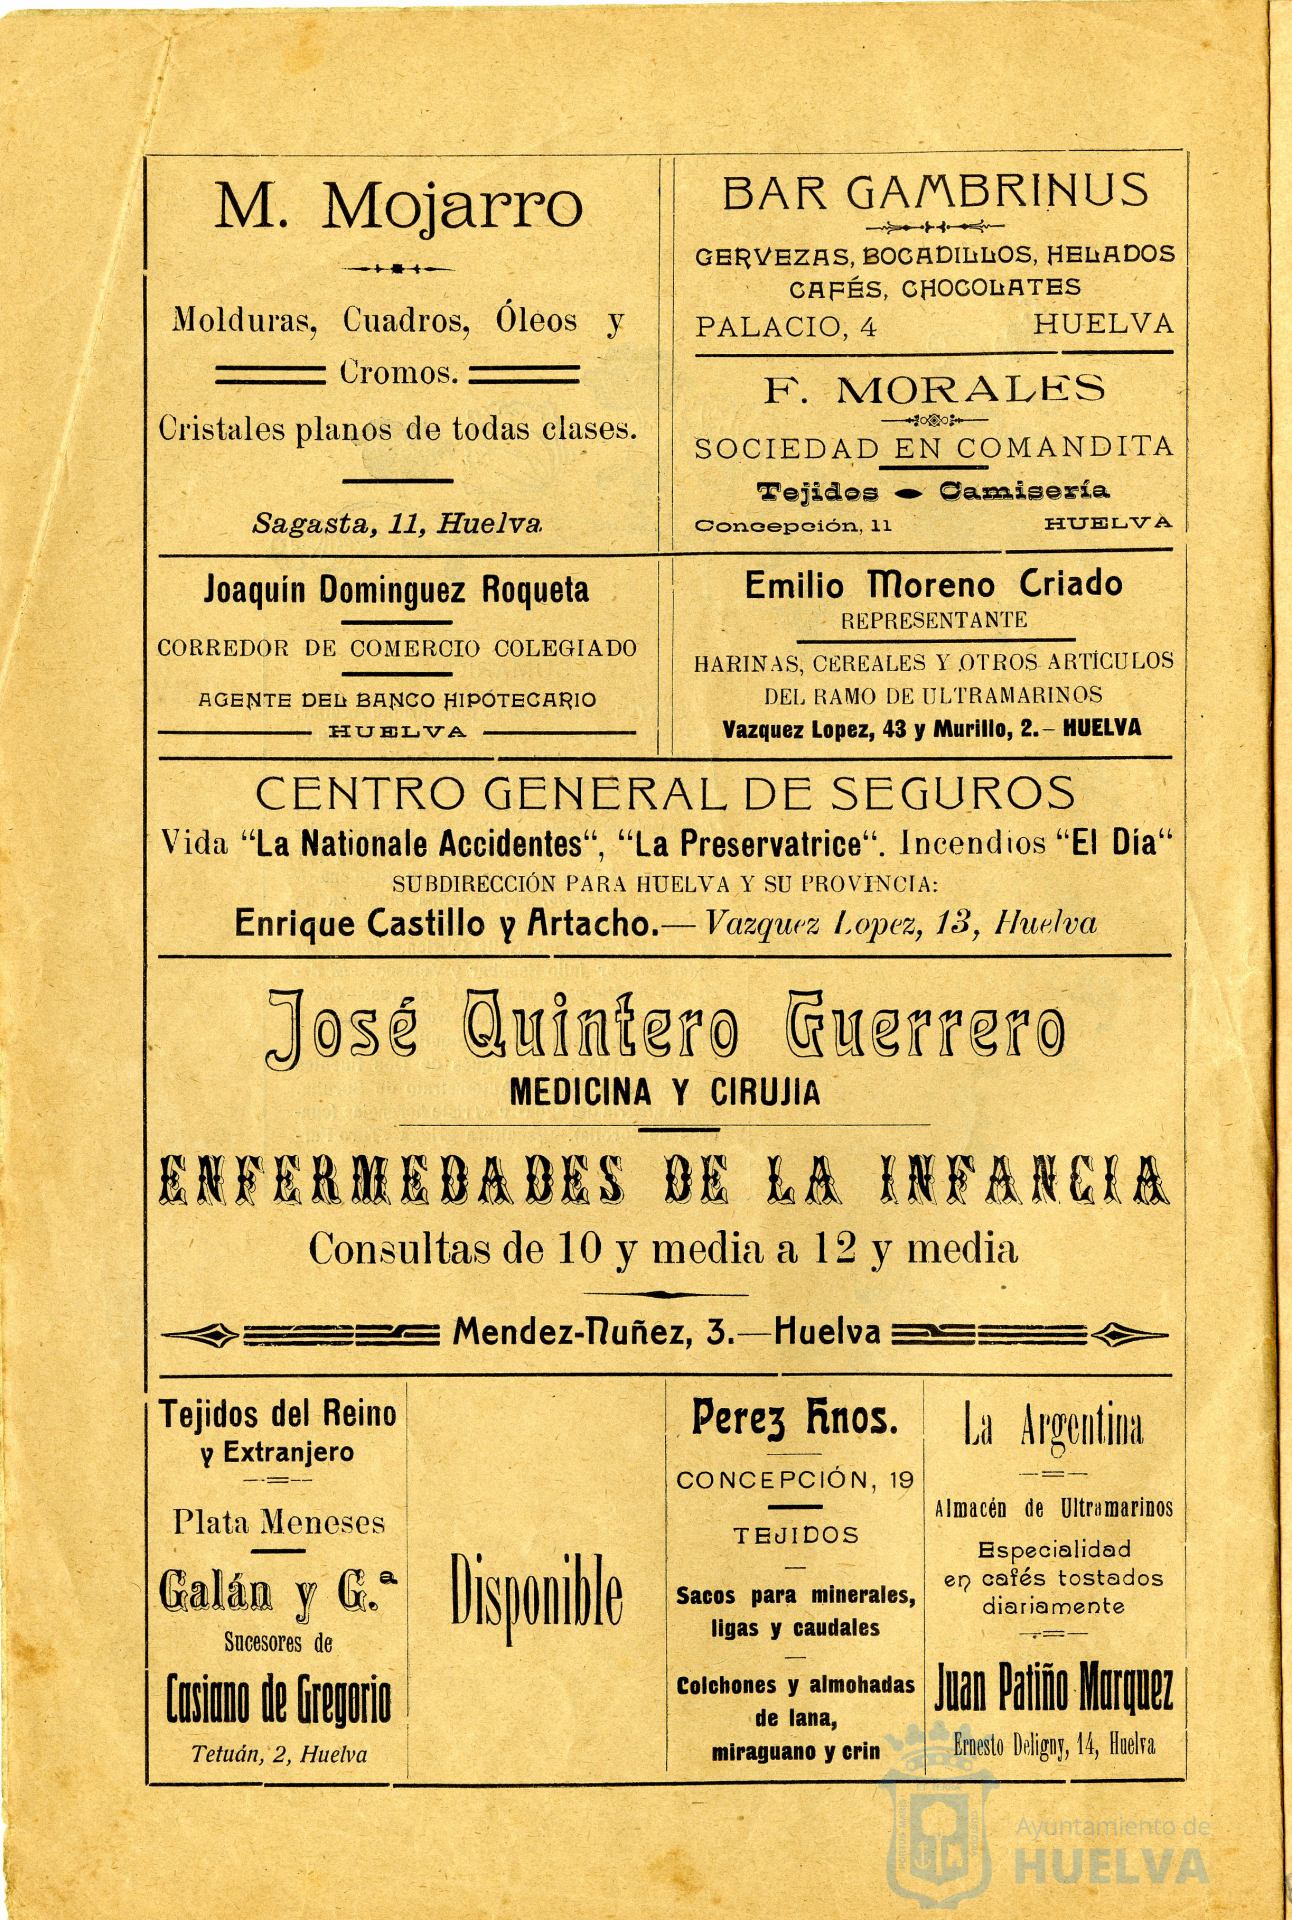 M. Mojarro
Molduras, Cuadros, Óleos y
Cromos.
Cristales planos de todas clases.
Sagasta, 11, Huelva.
BAR GAMBRINUS
CERVEZAS, BOCADILLOS, HELADOS
CAFÉS, CHOCOLATES
PALACIO, 4 HUELVA
F. MORALES
SOCIEDAD EN COMANDITA
Tejidos - Camisería
Concepción, 11 HUELVA
Joaquín Dominguez Roqueta
CORREDOR DE COMERCIO COLEGIADO
AGENTE DEL BANCO HIPOTECARIO
HUELVA
Emilio Moreno Criado
REPRESENTANTE
HARINAS, CEREALES Y OTROS ARTÍCULOS
DEL RAMO DE ULTRAMARINOS
Vazquez Lopez, 43 y Murillo, 2.- HUELVA
CENTRO GENERAL DE SEGUROS
Vida "La Nationale Accidentes", "La Preservatrice". Incendios "El Día"
SUBDIRECCIÓN PARA HUELVA Y SU PROVINCIA:
Enrique Castillo y Artacho.—Vazquez Lopez, 13, Huelva
José Quintero Guerrero
MEDICINA Y CIRUJIA
ENFERMEDADES DE LA INFANCIA
Consultas de 10 y media a 12 y media
Mendez-Nuñez, 3.—Huelva
Tejidos del Reino
y Extranjero
Plata Meneses
Galán y C.ª
Sucesores de
Casiano de Gregorio
Tetuán, 2, Huelva
Disponible
Perez Hnos.
CONCEPCIÓN, 19
TEJIDOS
Sacos para minerales,
ligas y caudales
Colchones y almohadas
de lana,
miraguano y crin
La Argentina
Almacén de Ultramarinos
Especialidad
en cafés tostados
diariamente
Juan Patiño Marquez
Ernesto Deligny, 14, Huelva
Ayuntamiento de
HUELVA